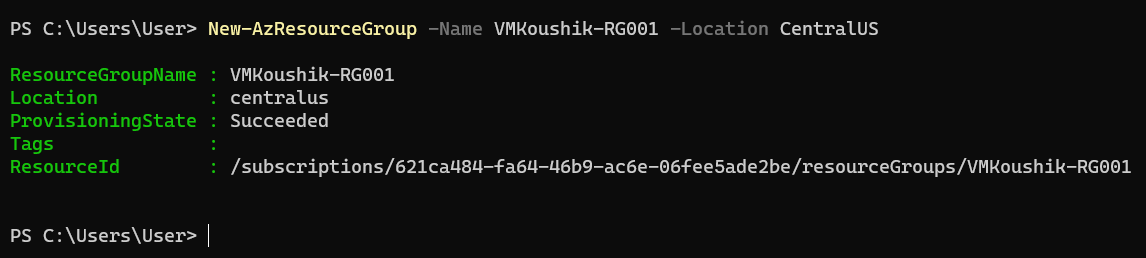 PS C:\Users\User> New-AzResourceGroup -Name VMKoushik-RG001 -Location CentralUS
ResourceGroupName : VMKoushik-RG001
Location          : centralus
ProvisioningState : Succeeded
Tags              :
ResourceId        : /subscriptions/621ca484-fa64-46b9-ac6e-06fee5ade2be/resourceGroups/VMKoushik-RG001
PS C:\Users\User>